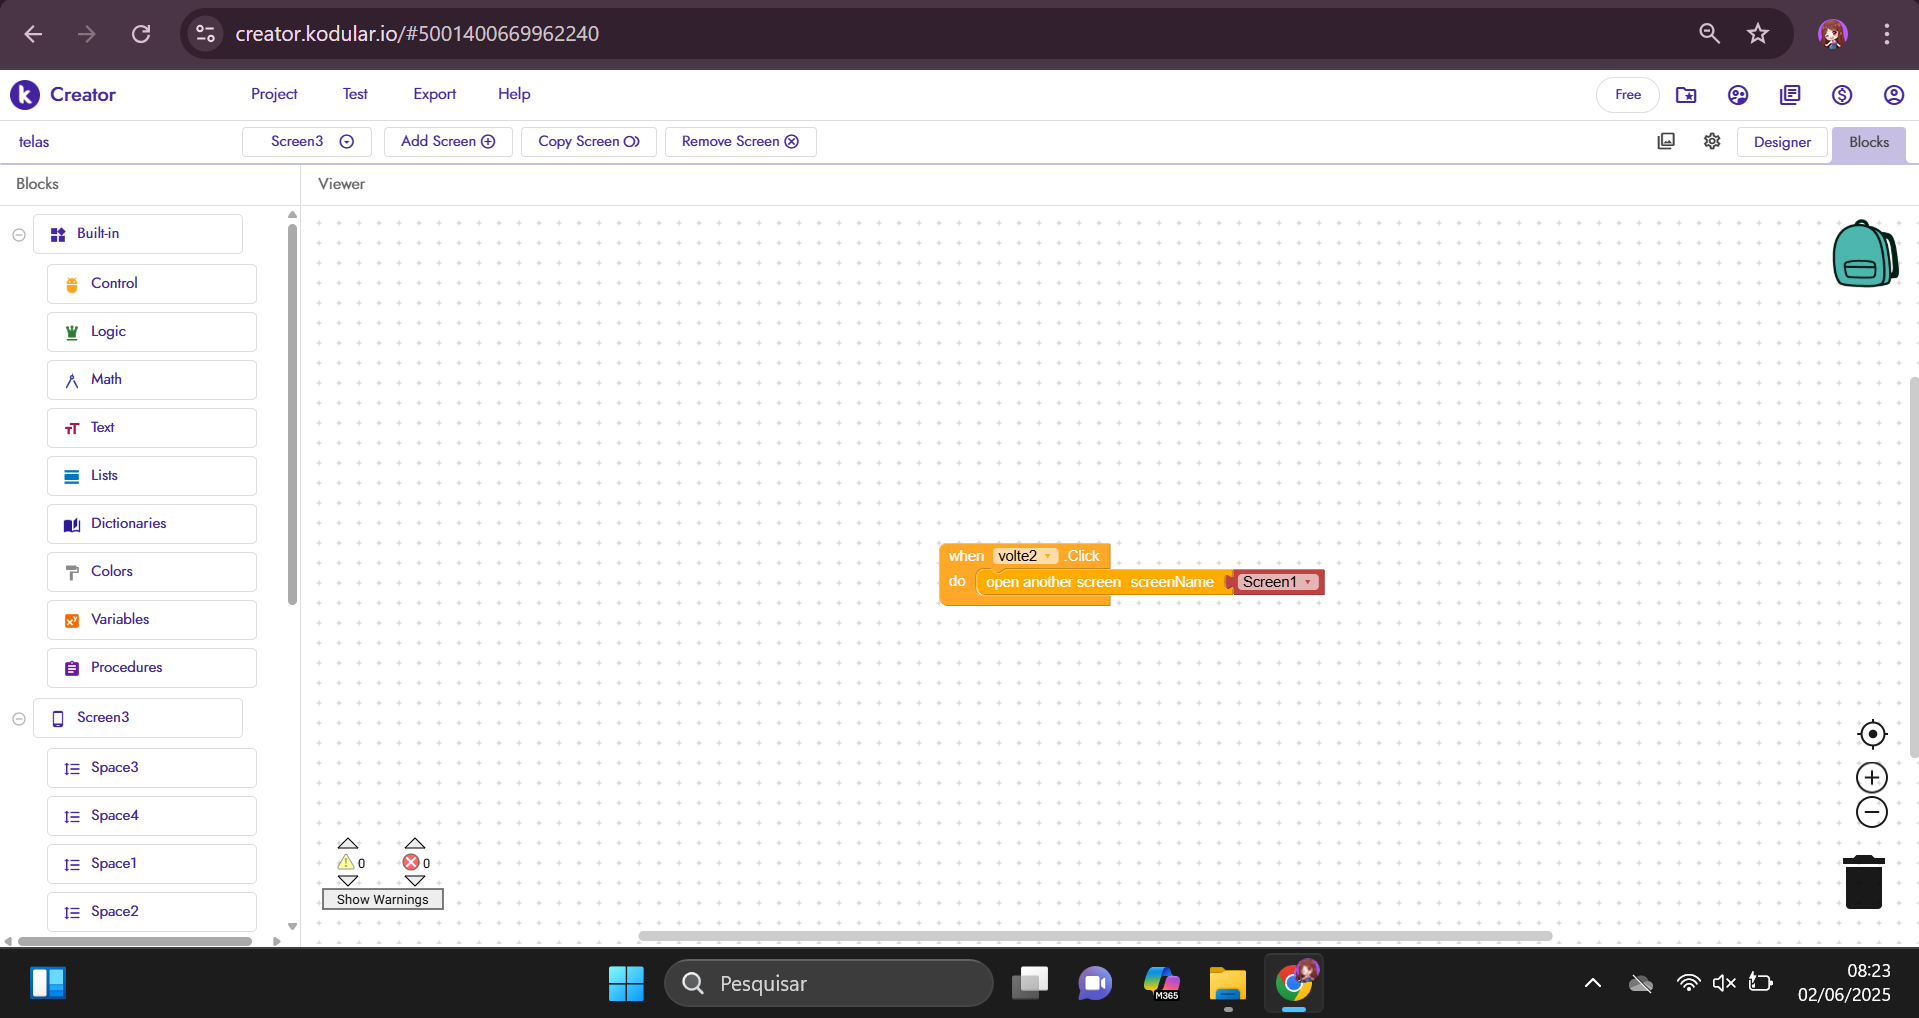 creator.kodular.io/#5001400669962240
Creator Project Test Export Help Free
telas Screen3 Add Screen Copy Screen Remove Screen Designer Blocks
Blocks Viewer
Built-in
Control
Logic
Math
Text
Lists
Dictionaries
Colors
Variables
Procedures
Screen3
Space3
Space4
Space1
Space2
when volte2 .Click
do open another screen screenName Screen1
0 0
Show Warnings
Pesquisar
M365
08:23
02/06/2025